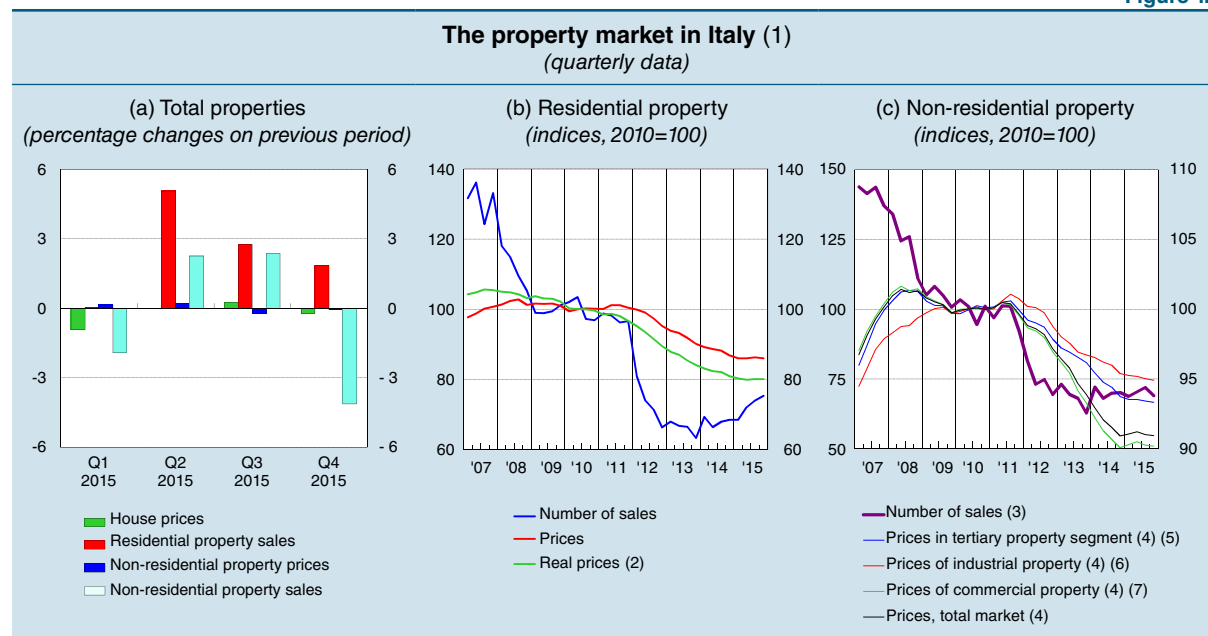 The property market in Italy (1)
(quarterly data)
(a) Total properties
(percentage changes on previous period)
6 6
3 3
0 0
-3 - 3
-6 - 6
Q1 Q2 Q3 Q4
2015 2015 2015 2015
House prices
Residential property sales
Non-residential property prices
Non-residential property sales
(b) Residential property
(indices, 2010=100)
140 140
120 120
100 100
80 80
60 60
'07 '08 '09 '10 '11 '12 '13 '14 '15
Number of sales
Prices
Real prices (2)
(c) Non-residential property
(indices, 2010=100)
150 110
125 105
100 100
75 95
50 90
'07 '08 '09 '10 '11 '12 '13 '14 '15
Number of sales (3)
Prices in tertiary property segment (4) (5)
Prices of industrial property (4) (6)
Prices of commercial property (4) (7)
Prices, total market (4)